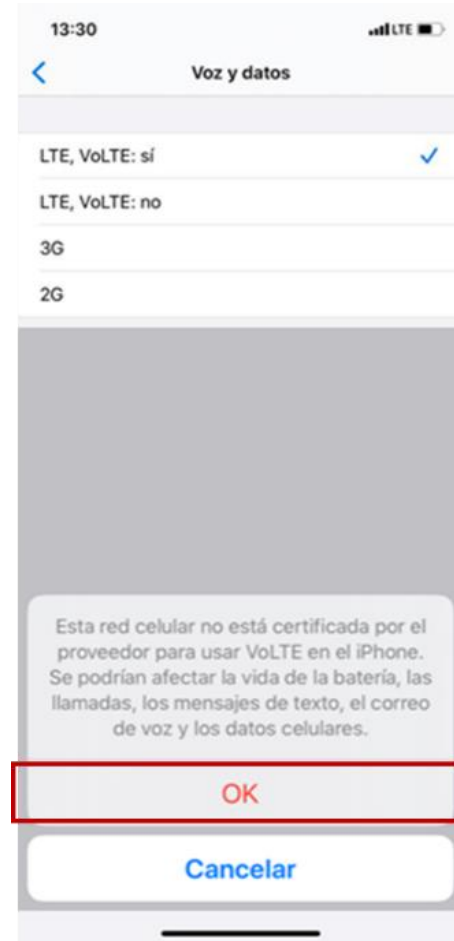 13:30
LTE
Voz y datos
LTE, VoLTE: sí
LTE, VoLTE: no
3G
2G
Esta red celular no está certificada por el
proveedor para usar VoLTE en el iPhone.
Se podrían afectar la vida de la batería, las
llamadas, los mensajes de texto, el correo
de voz y los datos celulares.
OK
Cancelar